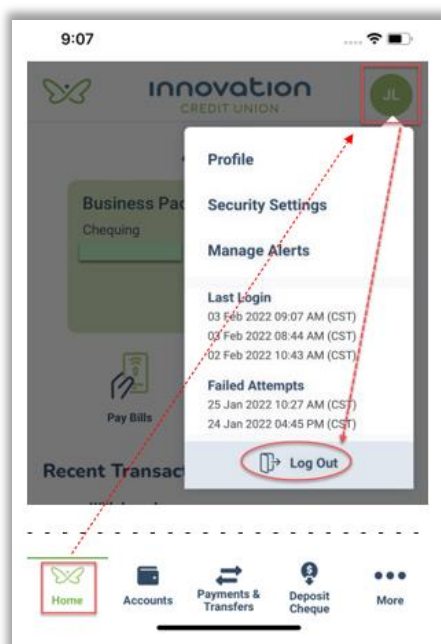 9:07
innovation
CREDIT UNION
JL
Profile
Business Pac
Security Settings
Chequing
Manage Alerts
Last Login
03 Feb 2022 09:07 AM (CST)
03 Feb 2022 08:44 AM (CST)
02 Feb 2022 10:43 AM (CST)
Failed Attempts
25 Jan 2022 10:27 AM (CST)
24 Jan 2022 04:45 PM (CST)
Pay Bills
Log Out
Recent Transac
Home
Accounts
Payments &
Transfers
Deposit
Cheque
More